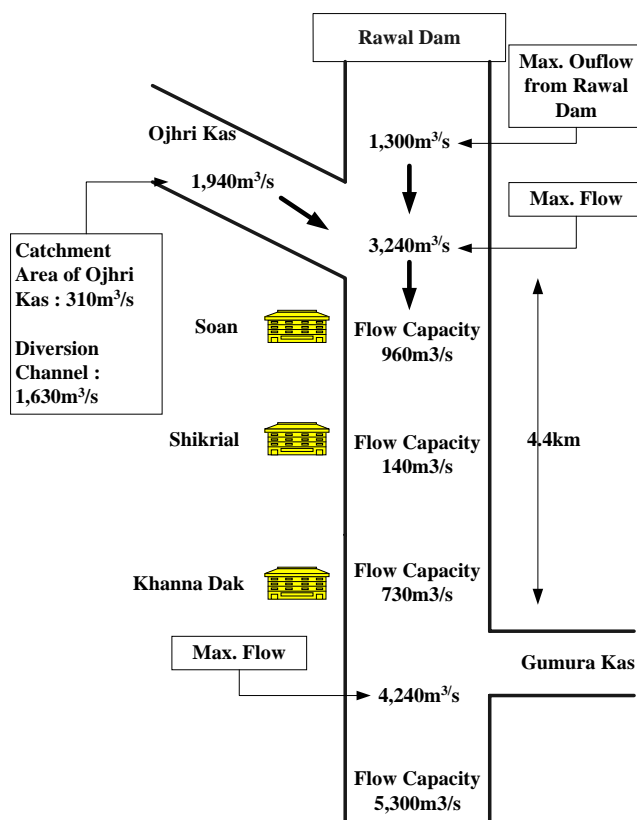 Rawal Dam
Max. Ouflow
from Rawal
Dam
Ojhri Kas
1,300m³/s
1,940m³/s
Max. Flow
3,240m³/s
Catchment
Area of Ojhri
Kas : 310m³/s
Diversion
Channel :
1,630m³/s
Soan
Flow Capacity
960m3/s
Shikrial
Flow Capacity
140m3/s
4.4km
Khanna Dak
Flow Capacity
730m3/s
Max. Flow
Gumura Kas
4,240m³/s
Flow Capacity
5,300m3/s